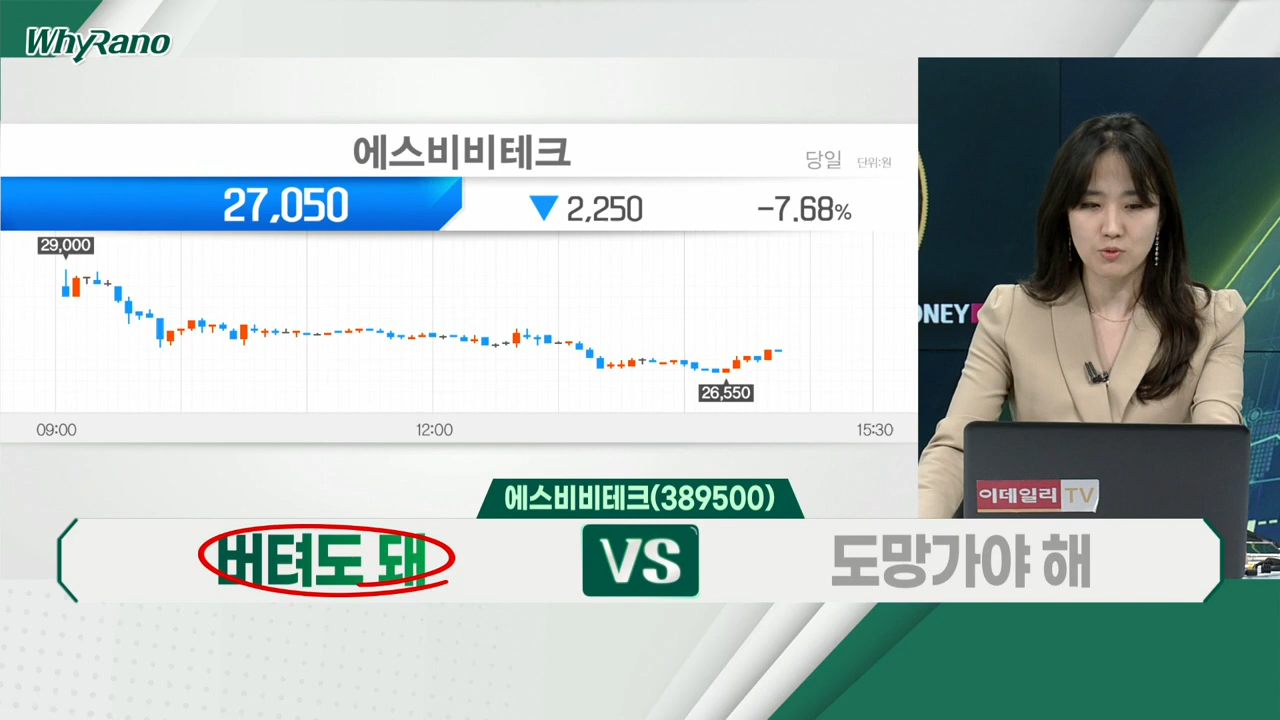 WhyRano
에스비비테크
당일 단위:원
27,050 ▼ 2,250 -7.68%
29,000
26,550
09:00 12:00 15:30
ONEY
이데일리 TV
에스비비테크(389500)
버텨도 돼 VS 도망가야 해